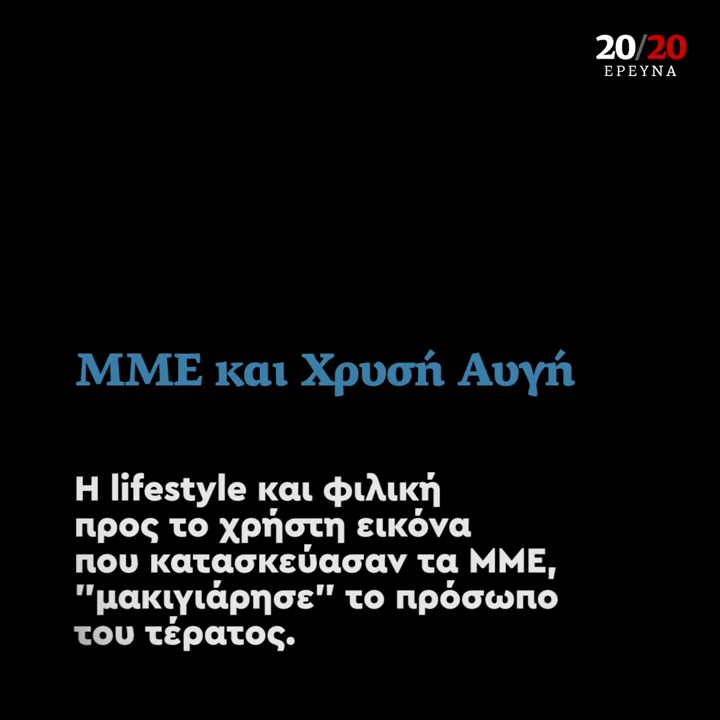 20/20
ΕΡΕΥΝΑ
ΜΜΕ και Χρυσή Αυγή
Η lifestyle και φιλική
προς το χρήστη εικόνα
που κατασκεύασαν τα ΜΜΕ,
"μακιγιάρησε" το πρόσωπο
του τέρατος.